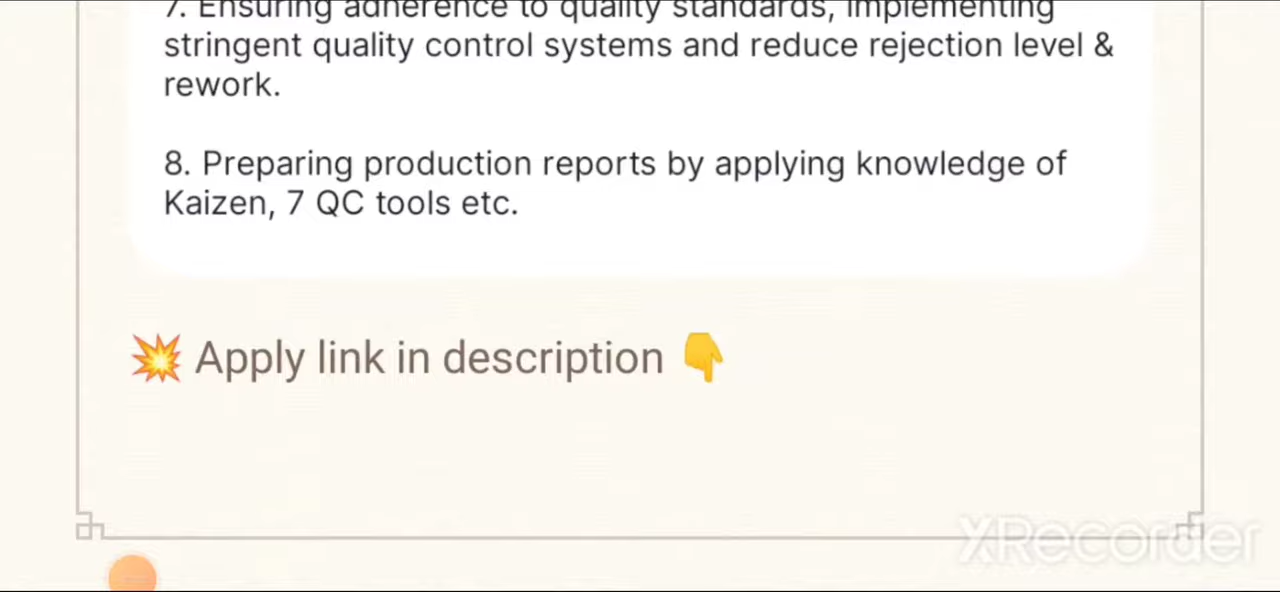 7. Ensuring adherence to quality standards, implementing
stringent quality control systems and reduce rejection level &
rework.
8. Preparing production reports by applying knowledge of
Kaizen, 7 QC tools etc.
💥 Apply link in description 👇
XRecorder